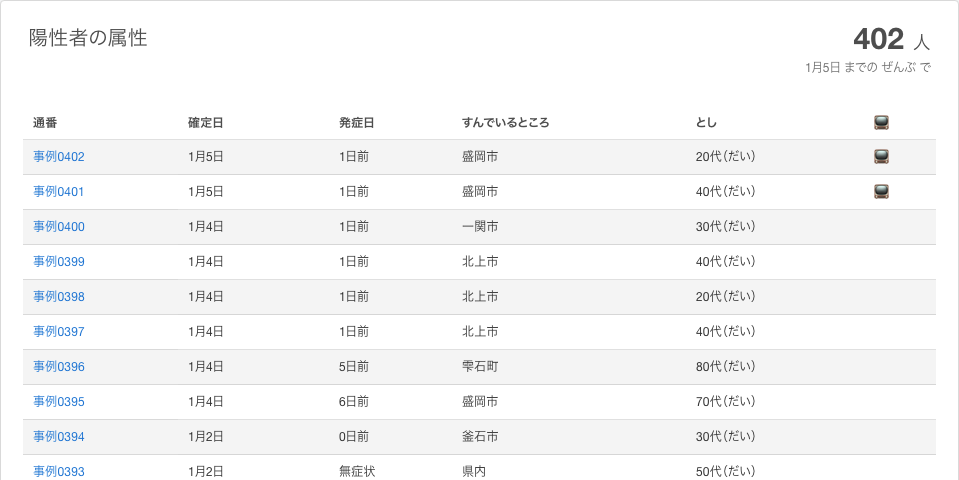 陽性者の属性
402 人
1月5日 までの ぜんぶ で
通番 確定日 発症日 すんでいるところ とし
事例0402 1月5日 1日前 盛岡市 20代(だい)
事例0401 1月5日 1日前 盛岡市 40代(だい)
事例0400 1月4日 1日前 一関市 30代(だい)
事例0399 1月4日 1日前 北上市 40代(だい)
事例0398 1月4日 1日前 北上市 20代(だい)
事例0397 1月4日 1日前 北上市 40代(だい)
事例0396 1月4日 5日前 雫石町 80代(だい)
事例0395 1月4日 6日前 盛岡市 70代(だい)
事例0394 1月2日 0日前 釜石市 30代(だい)
事例0393 1月2日 無症状 県内 50代(だい)